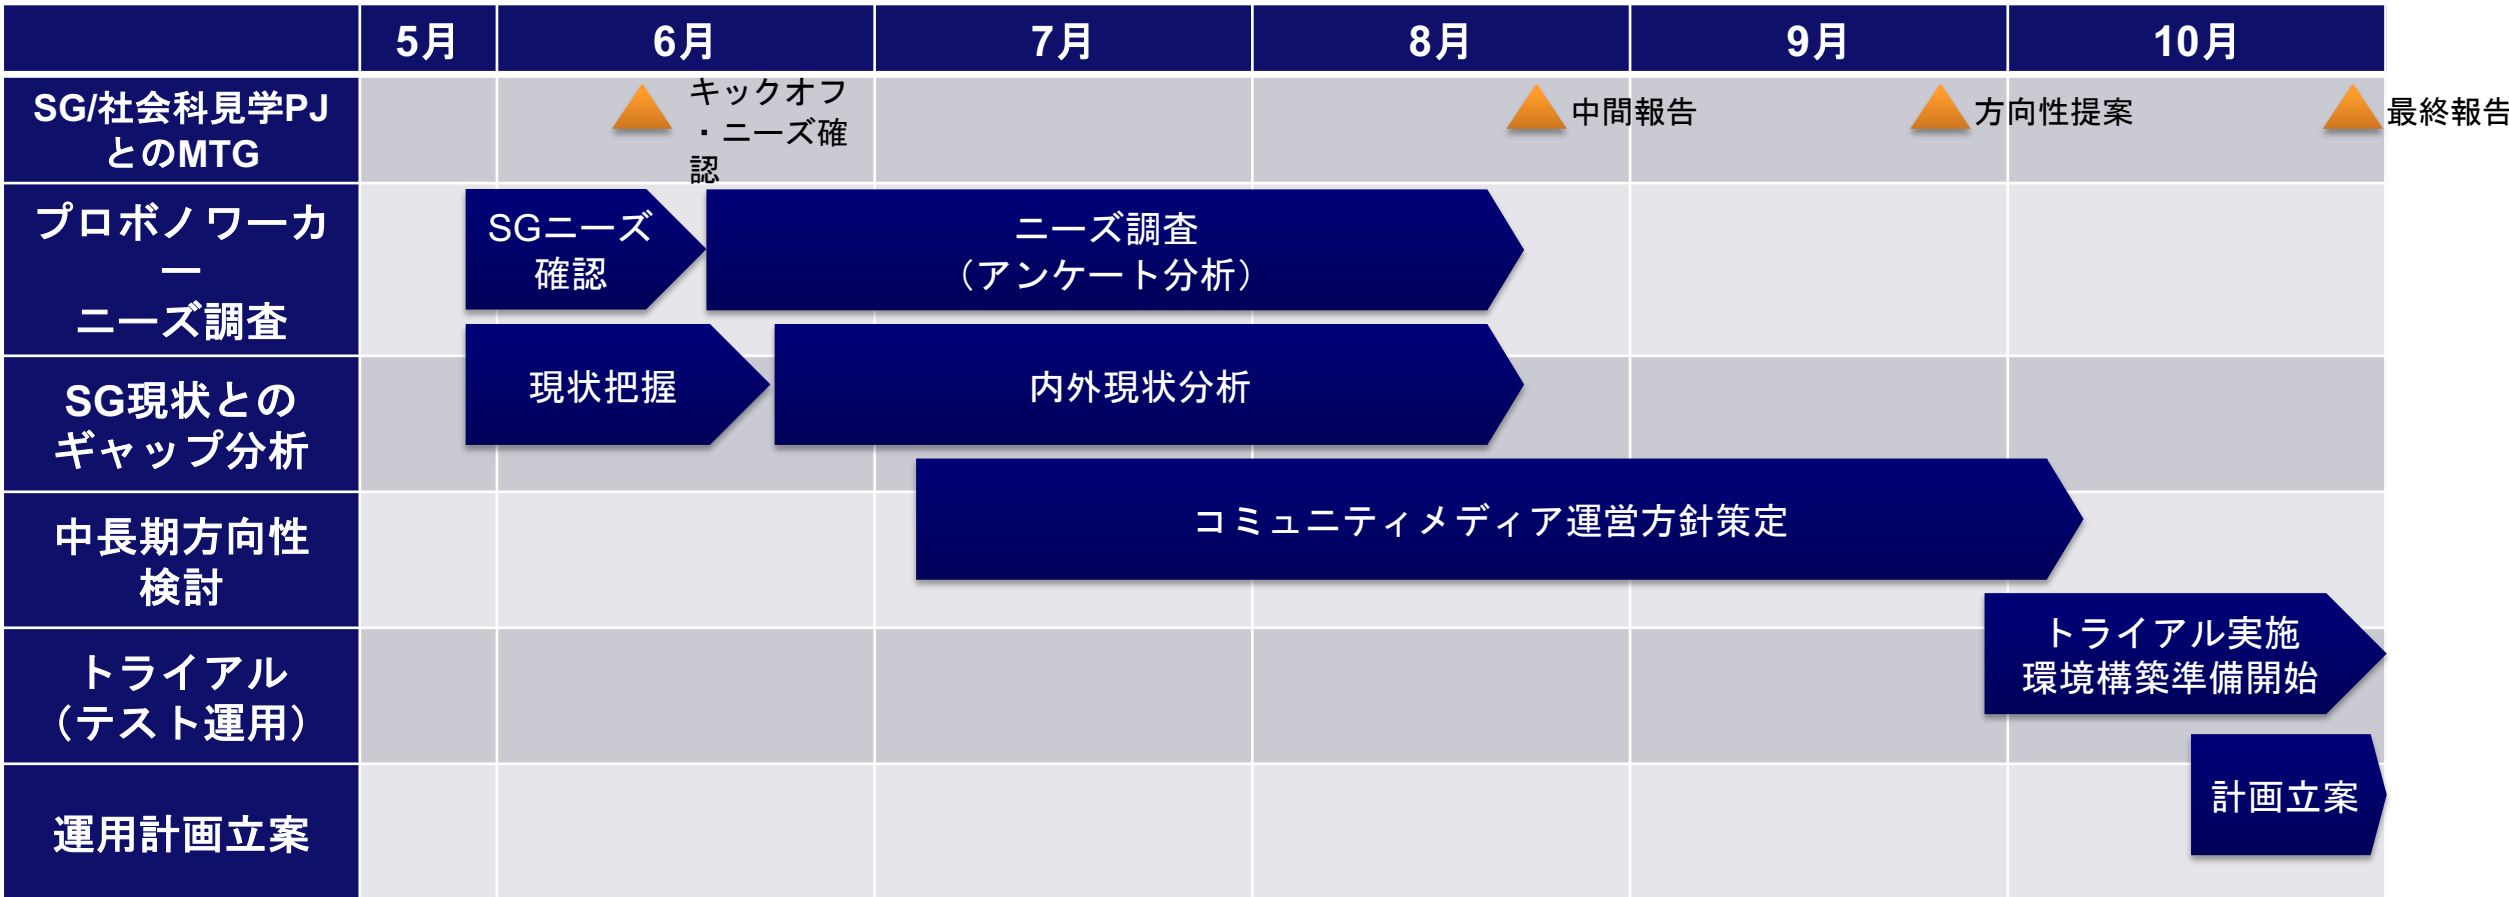 5月
6月
7月
8月
9月
10月
SG/社会科見学PJ
とのMTG
キックオフ
・ニーズ確
認
中間報告
方向性提案
最終報告
プロボノワーカ
ー
ニーズ調査
SGニーズ
確認
ニーズ調査
（アンケート分析）
SG現状との
ギャップ分析
現状把握
内外現状分析
中長期方向性
検討
コミュニティメディア運営方針策定
トライアル
（テスト運用）
トライアル実施
環境構築準備開始
運用計画立案
計画立案